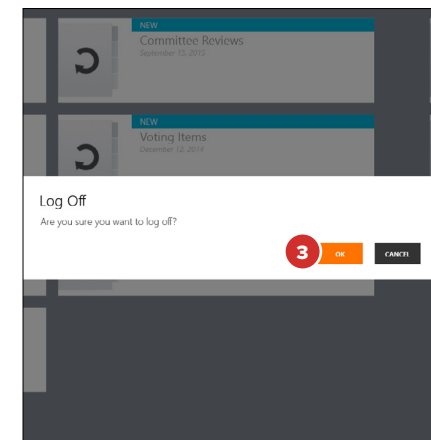 NEW
Committee Reviews
September 15, 2015
NEW
Voting Items
December 12, 2014
Log Off
Are you sure you want to log off?
3
OK
CANCEL